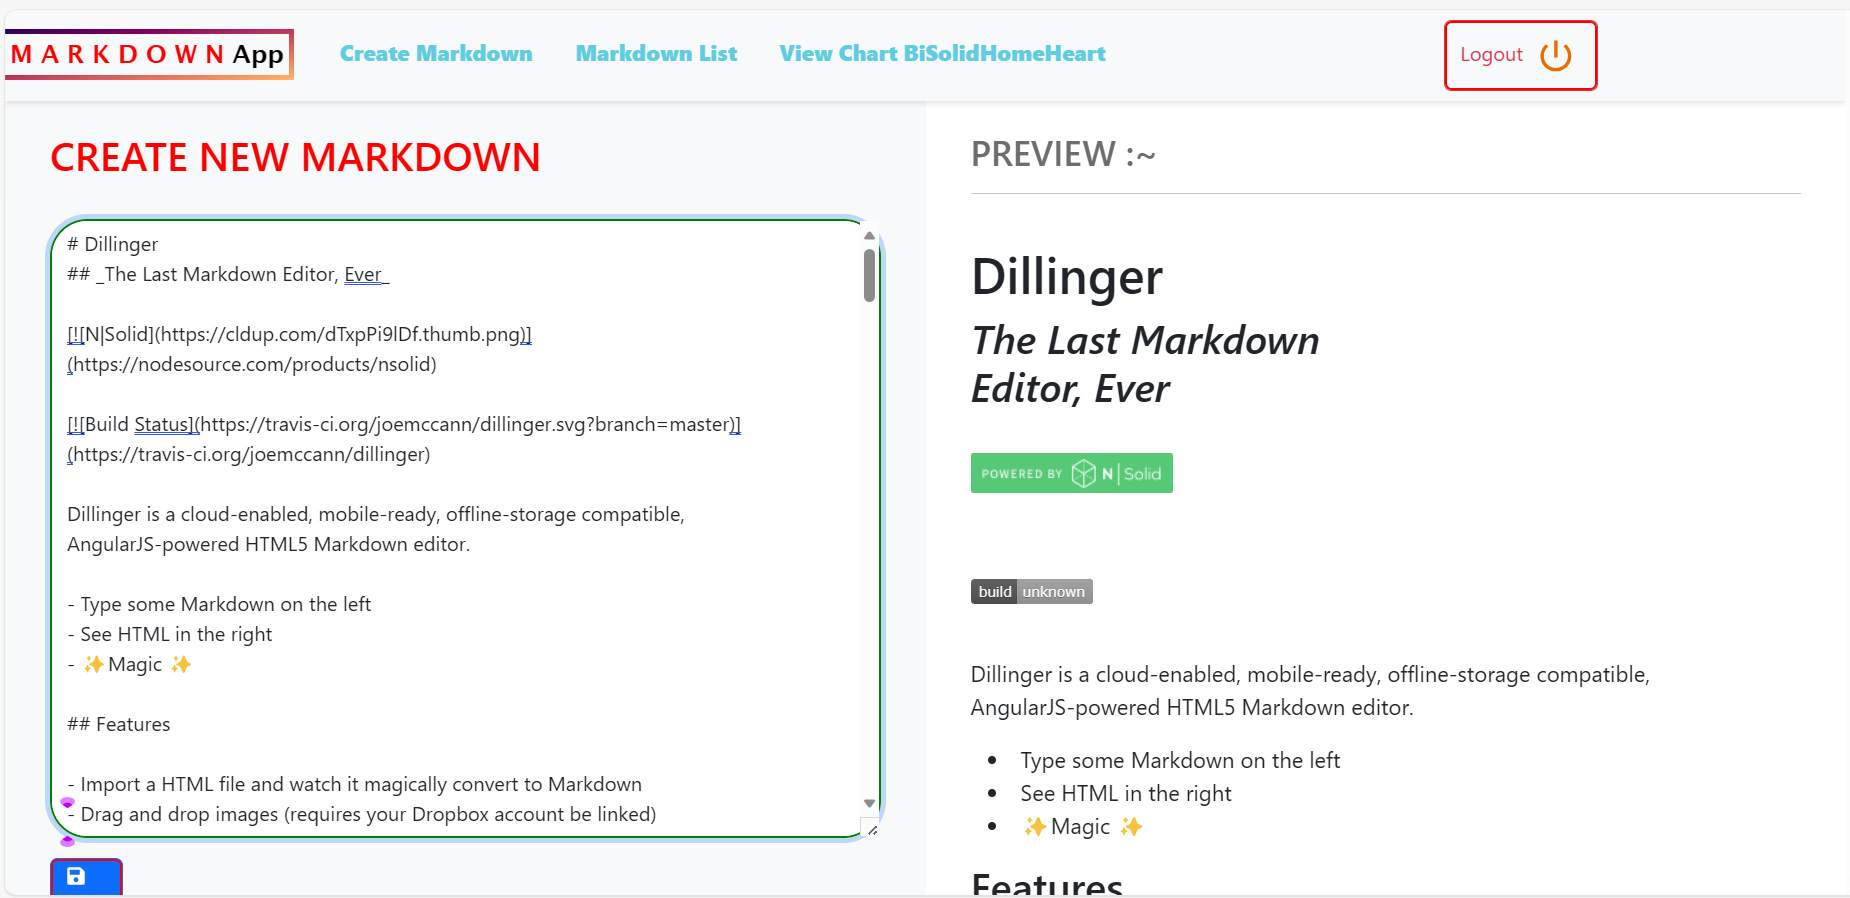 MARKDOWN App
Create Markdown
Markdown List
View Chart BiSolidHomeHeart
Logout
CREATE NEW MARKDOWN
# Dillinger
## _The Last Markdown Editor, Ever_
[![N|Solid](https://cldup.com/dTxpPi9lDf.thumb.png)]
(https://nodesource.com/products/nsolid)
[![Build Status](https://travis-ci.org/joemccann/dillinger.svg?branch=master)]
(https://travis-ci.org/joemccann/dillinger)
Dillinger is a cloud-enabled, mobile-ready, offline-storage compatible,
AngularJS-powered HTML5 Markdown editor.
- Type some Markdown on the left
- See HTML in the right
- ✨Magic ✨
## Features
- Import a HTML file and watch it magically convert to Markdown
- Drag and drop images (requires your Dropbox account be linked)
PREVIEW :~
Dillinger
The Last Markdown
Editor, Ever
POWERED BY N|Solid
build unknown
Dillinger is a cloud-enabled, mobile-ready, offline-storage compatible,
AngularJS-powered HTML5 Markdown editor.
• Type some Markdown on the left
• See HTML in the right
• ✨Magic ✨
Features